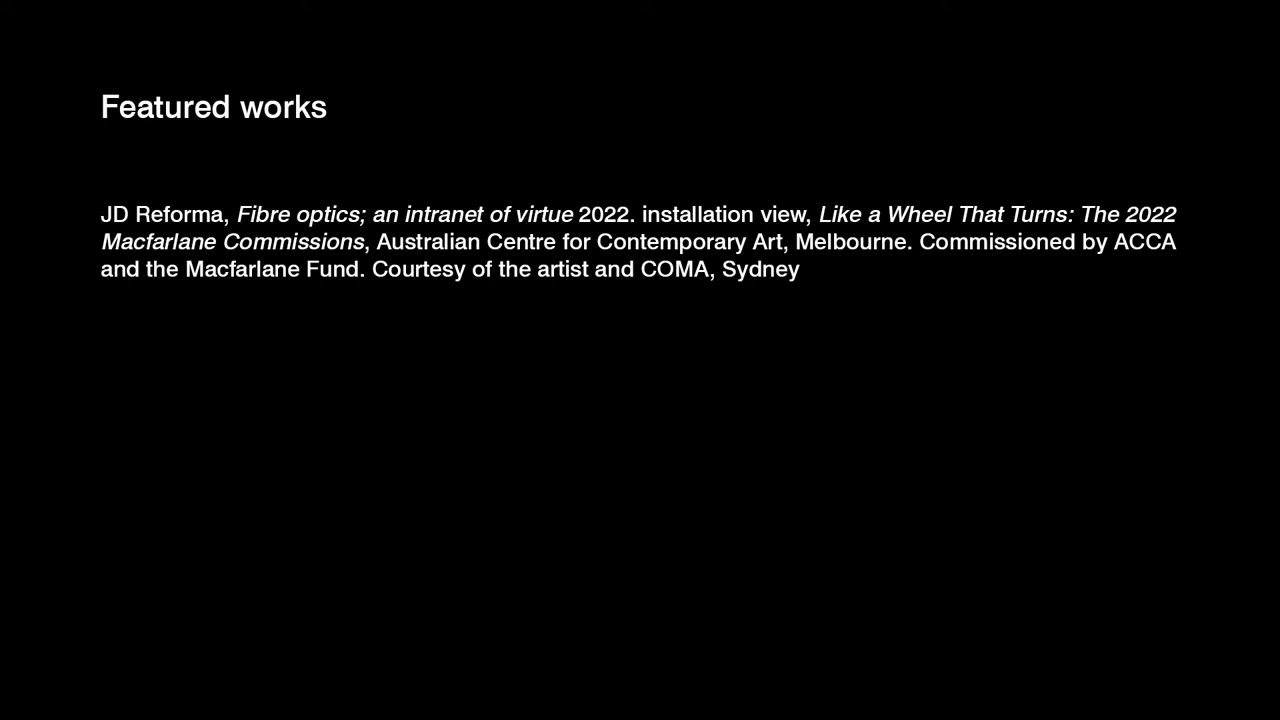 Featured works
JD Reforma, Fibre optics; an intranet of virtue 2022. installation view, Like a Wheel That Turns: The 2022
Macfarlane Commissions, Australian Centre for Contemporary Art, Melbourne. Commissioned by ACCA
and the Macfarlane Fund. Courtesy of the artist and COMA, Sydney